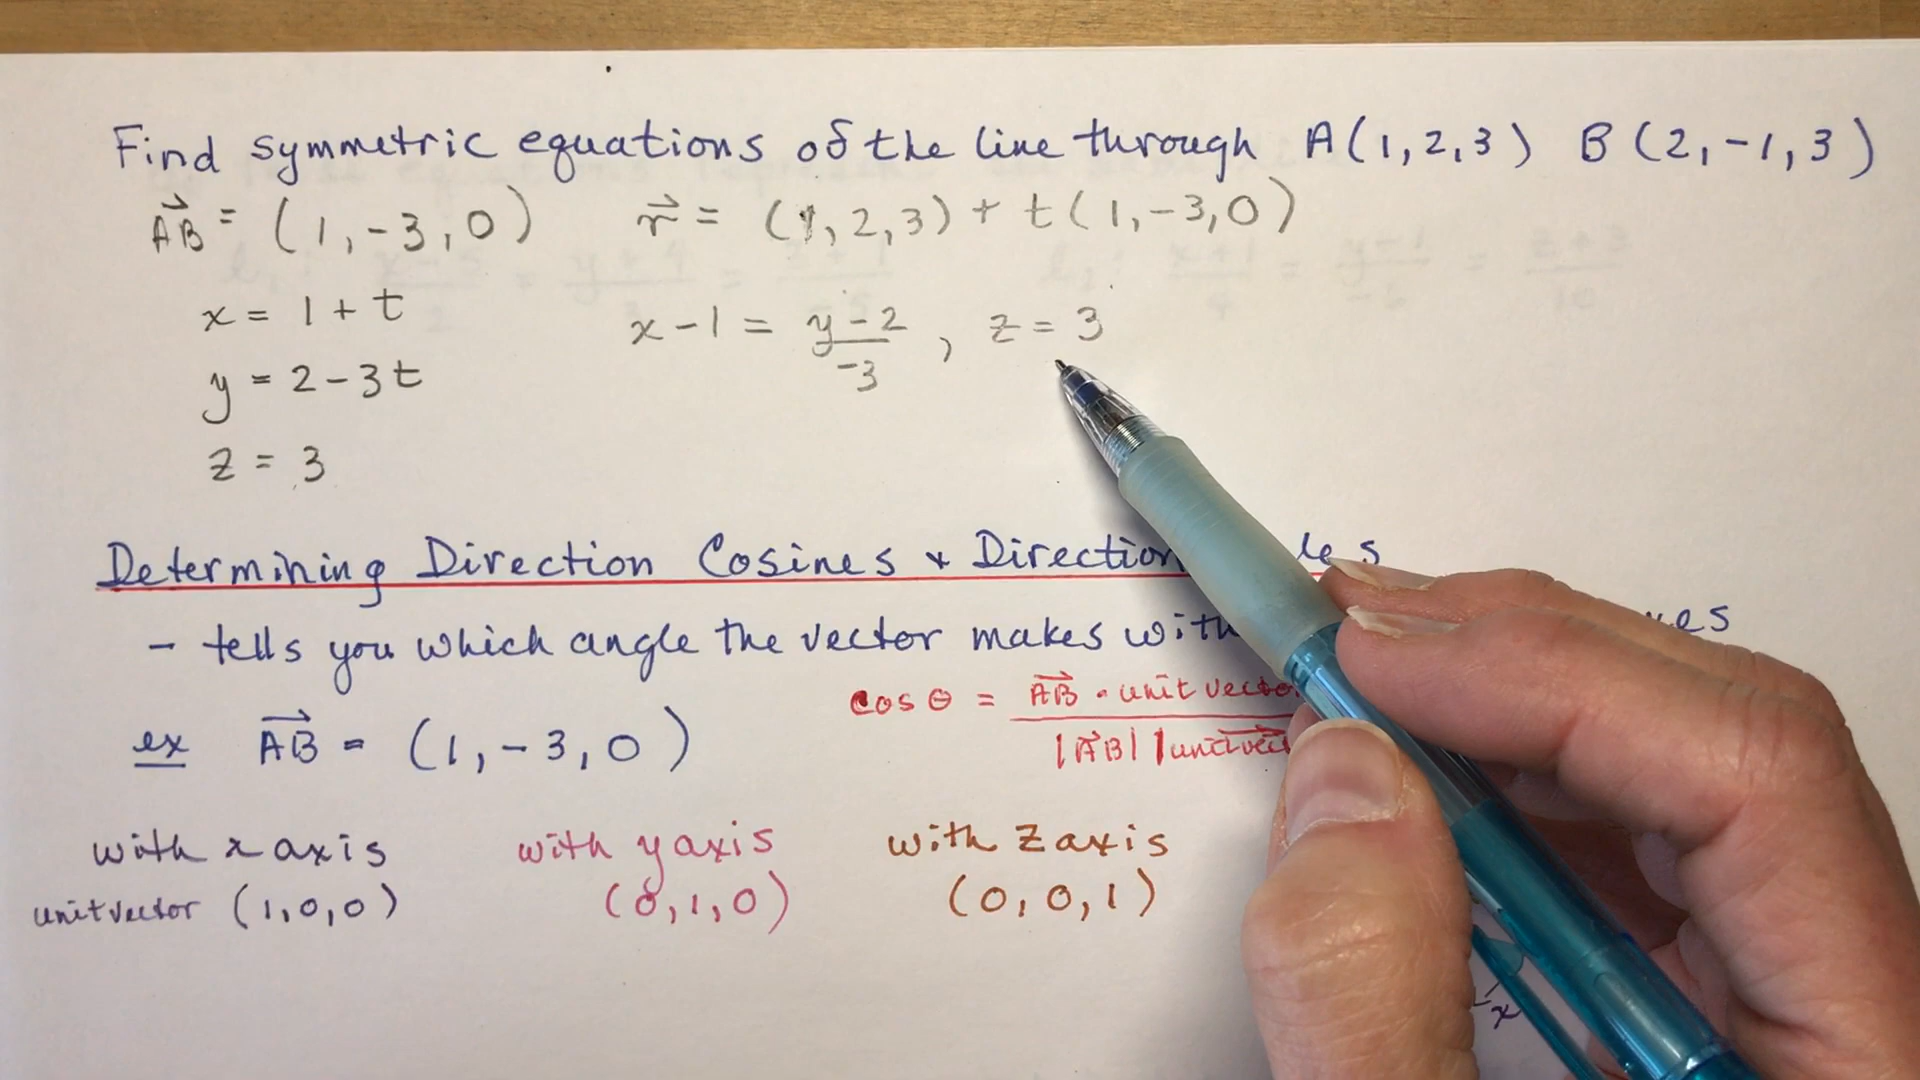 Find symmetric equations of the line through A(1,2,3) B(2,-1,3)
AB = (1,-3,0) r = (1,2,3) + t(1,-3,0)
x = 1 + t
x - 1 = y-2/-3 , z = 3
y = 2 - 3t
z = 3
Determining Direction Cosines + Direction
- tells you which angle the vector makes with
cos θ = AB · unit vector / |AB| |unit vect
ex AB = (1,-3,0)
with x axis with y axis with z axis
unit vector (1,0,0) (0,1,0) (0,0,1)
x